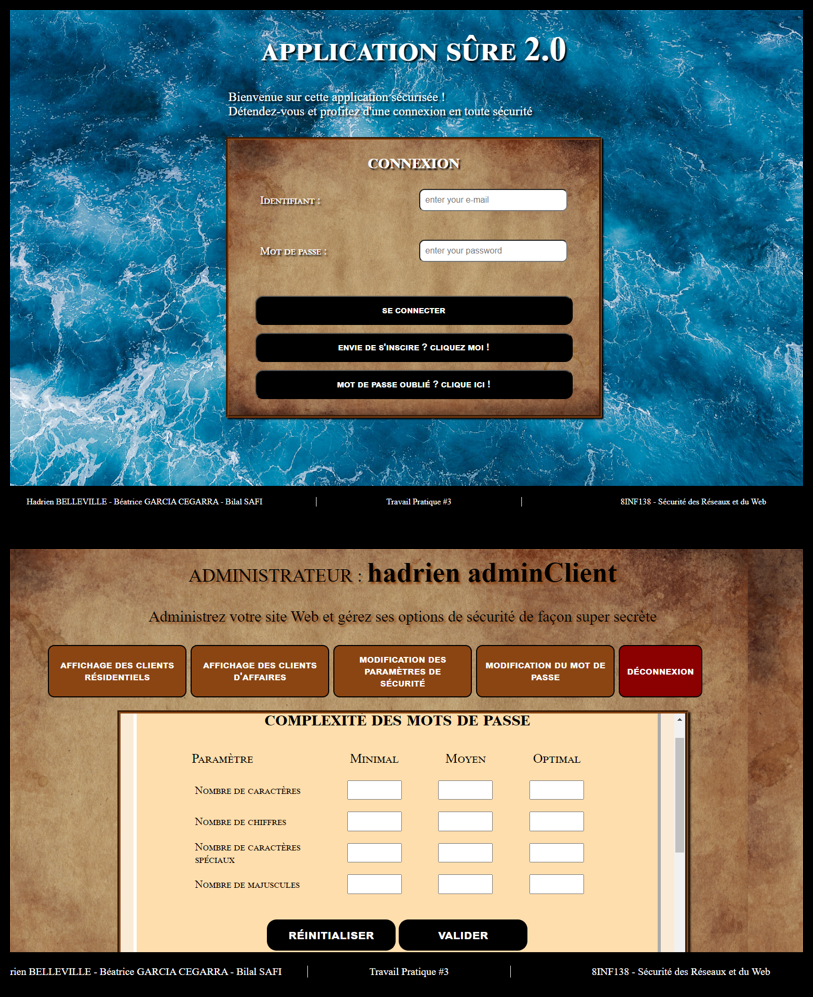 APPLICATION SÛRE 2.0
Bienvenue sur cette application sécurisée !
Détendez-vous et profitez d'une connexion en toute sécurité
CONNEXION
IDENTIFIANT :
enter your e-mail
MOT DE PASSE :
enter your password
SE CONNECTER
ENVIE DE S'INSCIRE ? CLIQUEZ MOI !
MOT DE PASSE OUBLIÉ ? CLIQUE ICI !
Hadrien BELLEVILLE - Béatrice GARCIA CEGARRA - Bilal SAFI | Travail Pratique #3 | 8INF138 - Sécurité des Réseaux et du Web
ADMINISTRATEUR : hadrien adminClient
Administrez votre site Web et gérez ses options de sécurité de façon super secrète
AFFICHAGE DES CLIENTS RÉSIDENTIELS
AFFICHAGE DES CLIENTS D'AFFAIRES
MODIFICATION DES PARAMÈTRES DE SÉCURITÉ
MODIFICATION DU MOT DE PASSE
DÉCONNEXION
COMPLEXITÉ DES MOTS DE PASSE
PARAMÈTRE MINIMAL MOYEN OPTIMAL
NOMBRE DE CARACTÈRES
NOMBRE DE CHIFFRES
NOMBRE DE CARACTÈRES
SPÉCIAUX
NOMBRE DE MAJUSCULES
RÉINITIALISER VALIDER
rien BELLEVILLE - Béatrice GARCIA CEGARRA - Bilal SAFI | Travail Pratique #3 | 8INF138 - Sécurité des Réseaux et du Web